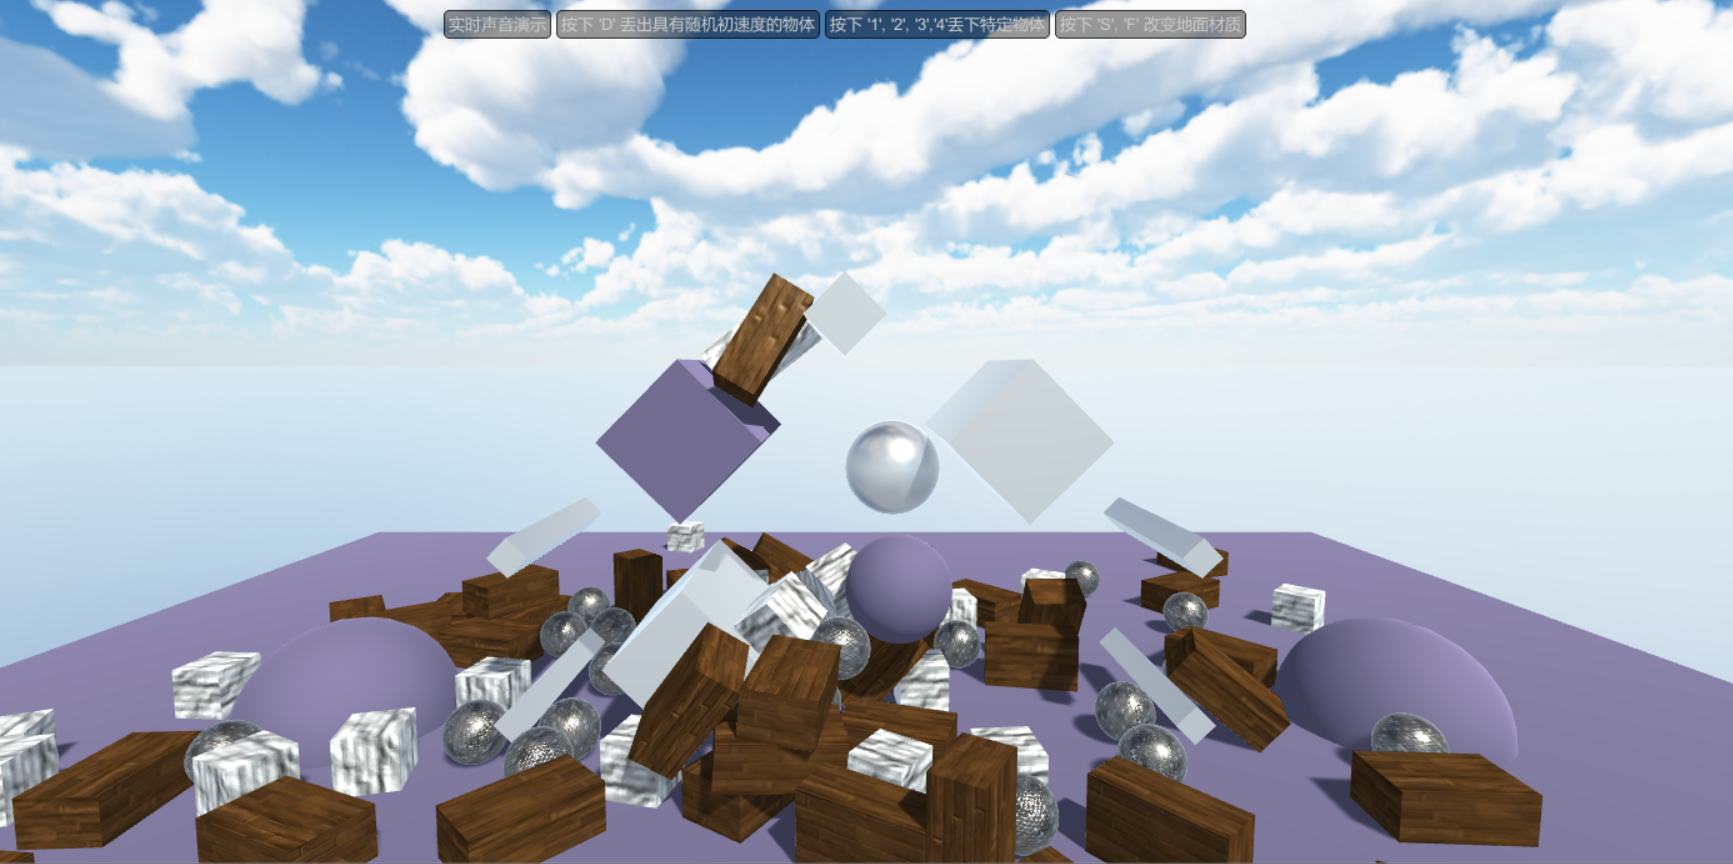 实时声音演示
按下 'D' 丢出具有随机初速度的物体
按下 '1', '2', '3','4'丢下特定物体
按下 'S', 'F' 改变地面材质